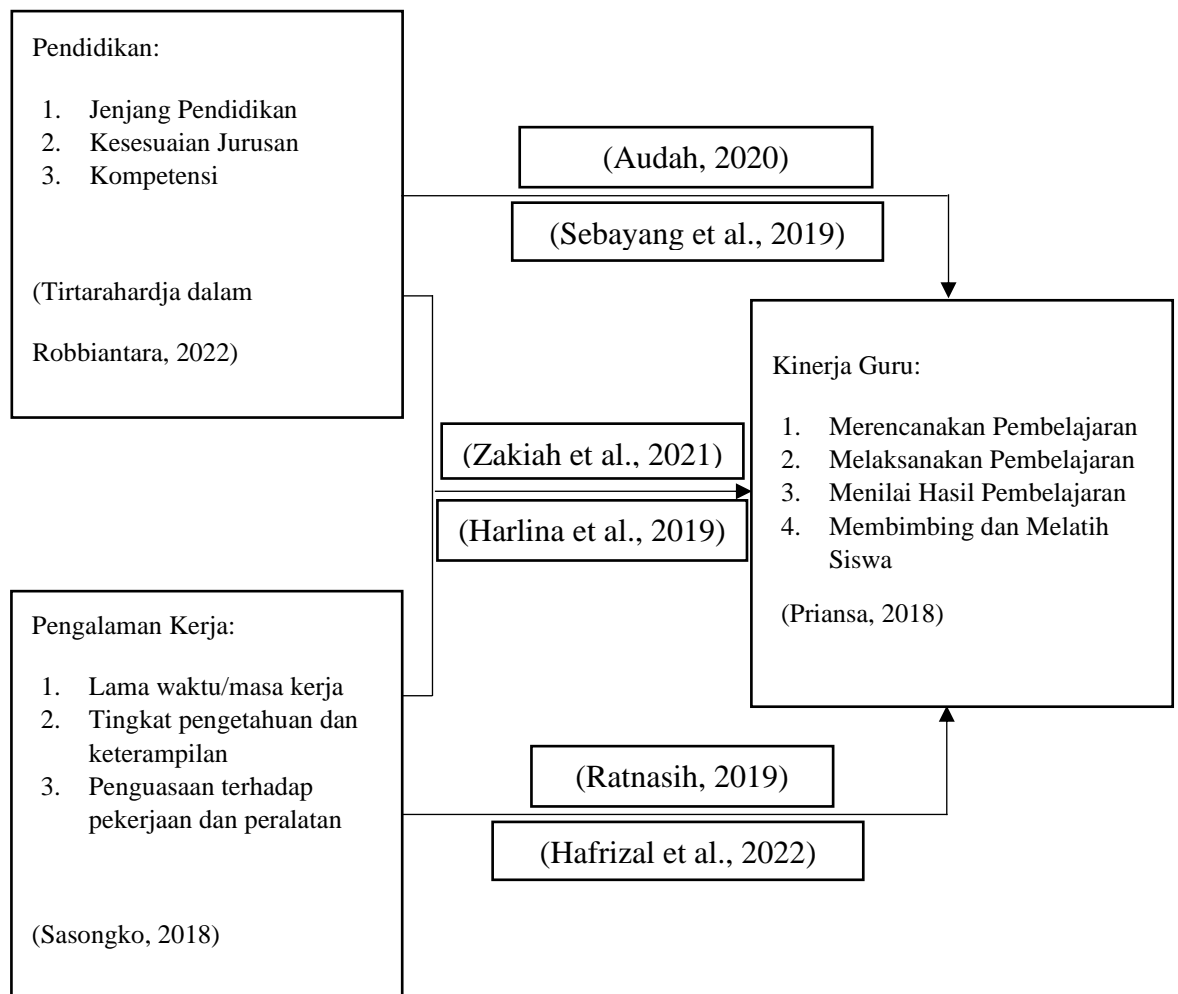 Pendidikan:
1. Jenjang Pendidikan
2. Kesesuaian Jurusan
3. Kompetensi
(Tirtarahardja dalam
Robbiantara, 2022)
(Audah, 2020)
(Sebayang et al., 2019)
(Zakiah et al., 2021)
(Harlina et al., 2019)
Kinerja Guru:
1. Merencanakan Pembelajaran
2. Melaksanakan Pembelajaran
3. Menilai Hasil Pembelajaran
4. Membimbing dan Melatih
Siswa
(Priansa, 2018)
Pengalaman Kerja:
1. Lama waktu/masa kerja
2. Tingkat pengetahuan dan
keterampilan
3. Penguasaan terhadap
pekerjaan dan peralatan
(Sasongko, 2018)
(Ratnasih, 2019)
(Hafrizal et al., 2022)